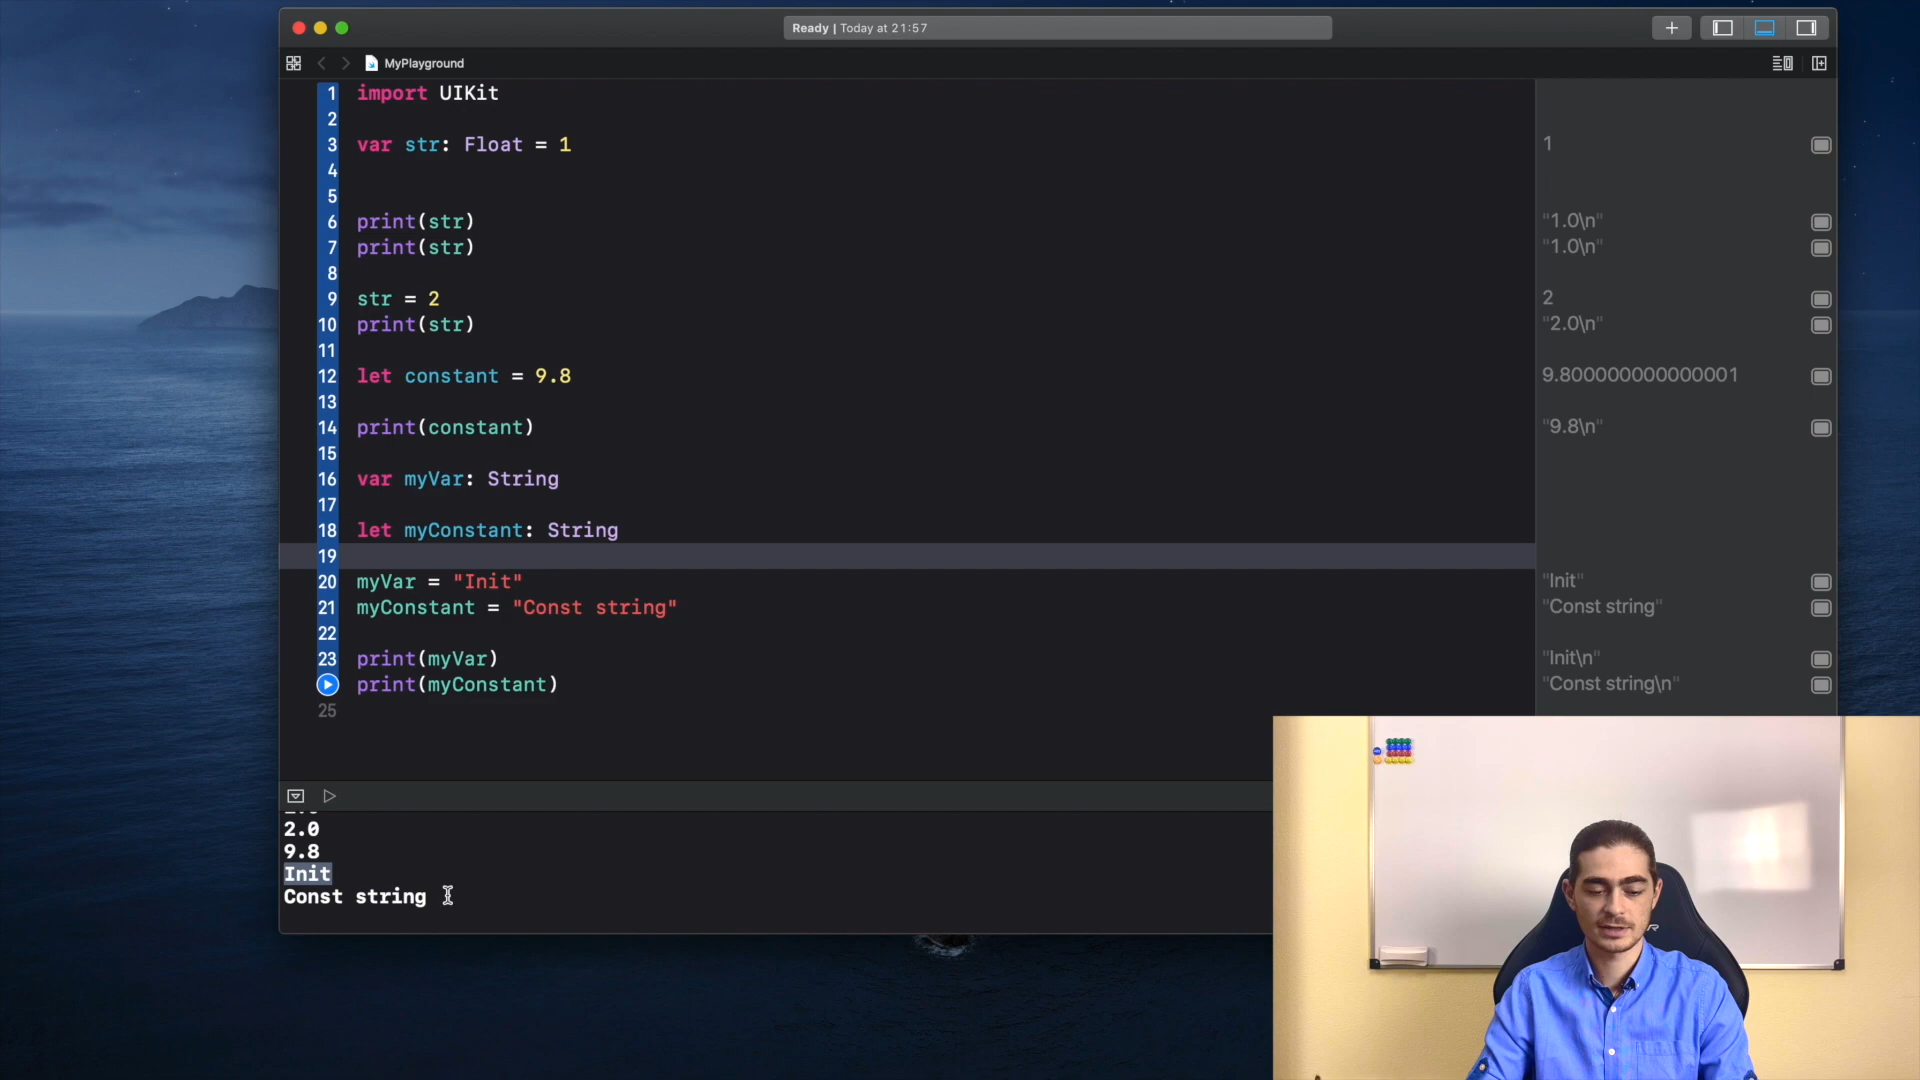 Ready | Today at 21:57
MyPlayground
1 import UIKit
2
3 var str: Float = 1
1
4
5
6 print(str)
"1.0\n"
7 print(str)
"1.0\n"
8
9 str = 2
2
10 print(str)
"2.0\n"
11
12 let constant = 9.8
9.800000000000001
13
14 print(constant)
"9.8\n"
15
16 var myVar: String
17
18 let myConstant: String
19
20 myVar = "Init"
"Init"
21 myConstant = "Const string"
"Const string"
22
23 print(myVar)
"Init\n"
print(myConstant)
"Const string\n"
25
2.0
9.8
Init
Const string